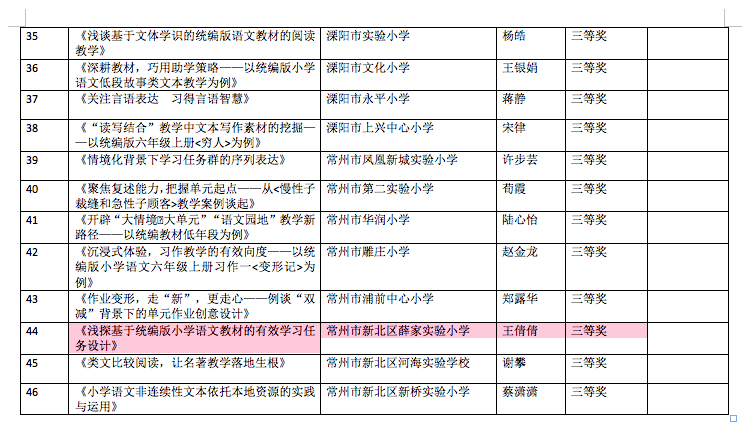 35 《浅谈基于文体学识的统编版语文教材的阅读 溧阳市实验小学 杨皓 三等奖
教学》
36 《深耕教材，巧用助学策略——以统编版小学 溧阳市文化小学 王银娟 三等奖
语文低段故事类文本教学为例》
37 《关注言语表达　习得言语智慧》 溧阳市永平小学 蒋静 三等奖
38 《“读写结合”教学中文本写作素材的挖掘— 溧阳市上兴中心小学 宋律 三等奖
—以统编版六年级上册<穷人>为例》
39 《情境化背景下学习任务群的序列表达》 常州市凤凰新城实验小学 许步芸 三等奖
40 《聚焦复述能力,把握单元起点——从<慢性子 常州市第二实验小学 荀霞 三等奖
裁缝和急性子顾客>教学案例谈起》
41 《开辟“大情境大单元”“语文园地”教学新 常州市华润小学 陆心怡 三等奖
路径——以统编教材低年段为例》
42 《沉浸式体验，习作教学的有效向度——以统 常州市雕庄小学 赵金龙 三等奖
编版小学语文六年级上册习作一<变形记>为
例》
43 《作业变形，走“新”，更走心——例谈“双 常州市浦前中心小学 郑露华 三等奖
减”背景下的单元作业创意设计》
44 《浅探基于统编版小学语文教材的有效学习任 常州市新北区薛家实验小学 王倩倩 三等奖
务设计》
45 《类文比较阅读，让名著教学落地生根》 常州市新北区河海实验学校 谢攀 三等奖
46 《小学语文非连续性文本依托本地资源的实践 常州市新北区新桥实验小学 蔡潇潇 三等奖
与运用》